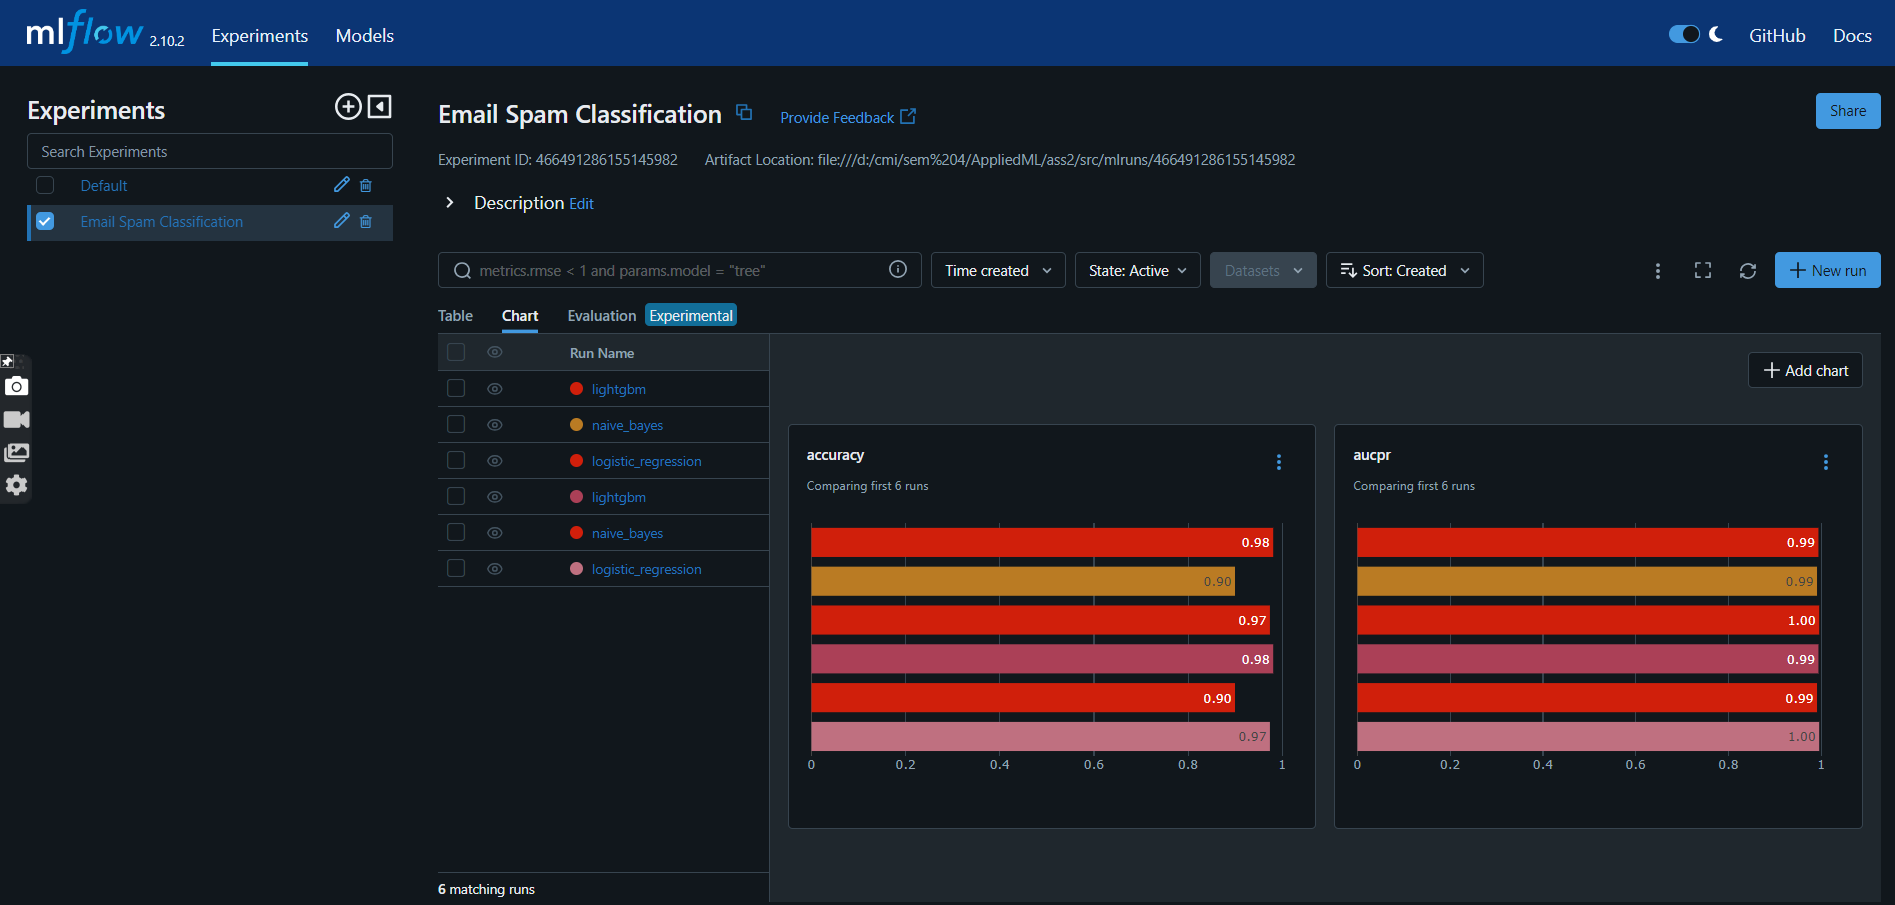 mlflow 2.10.2 Experiments Models GitHub Docs
Experiments
Search Experiments
Default
Email Spam Classification
Email Spam Classification Provide Feedback Share
Experiment ID: 466491286155145982 Artifact Location: file:///d:/cmi/sem%204/AppliedML/ass2/src/mlruns/466491286155145982
Description Edit
metrics.rmse < 1 and params.model = "tree" Time created State: Active Datasets Sort: Created New run
Table Chart Evaluation Experimental
Run Name
lightgbm
naive_bayes
logistic_regression
lightgbm
naive_bayes
logistic_regression
6 matching runs
Add chart
accuracy
Comparing first 6 runs
0.98
0.90
0.97
0.98
0.90
0.97
0 0.2 0.4 0.6 0.8 1
aucpr
Comparing first 6 runs
0.99
0.99
1.00
0.99
0.99
1.00
0 0.2 0.4 0.6 0.8 1